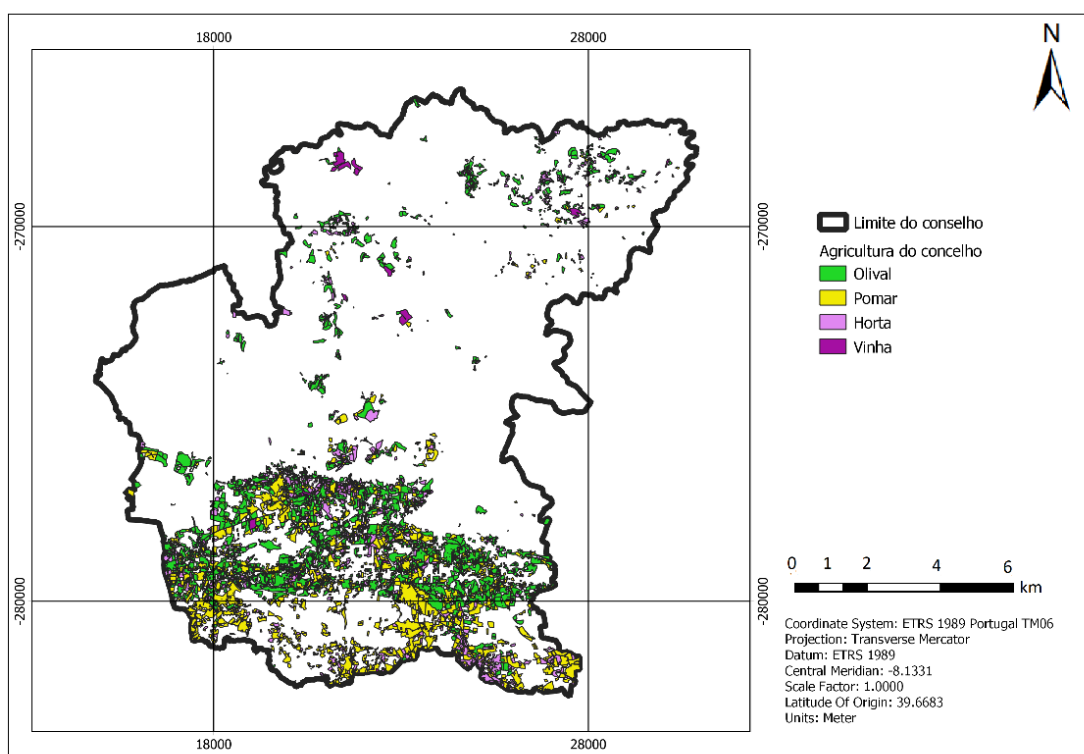 18000
28000
N
-270000
-270000
Limite do conselho
Agricultura do concelho
Olival
Pomar
Horta
Vinha
0 1 2 4 6
km
-280000
-280000
Coordinate System: ETRS 1989 Portugal TM06
Projection: Transverse Mercator
Datum: ETRS 1989
Central Meridian: -8.1331
Scale Factor: 1.0000
Latitude Of Origin: 39.6683
Units: Meter
18000
28000